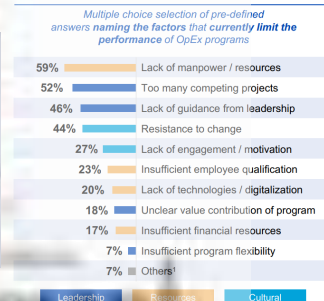 Multiple choice selection of pre-defined
answers naming the factors that currently limit the
performance of OpEx programs
59% Lack of manpower / resources
52% Too many competing projects
46% Lack of guidance from leadership
44% Resistance to change
27% Lack of engagement / motivation
23% Insufficient employee qualification
20% Lack of technologies / digitalization
18% Unclear value contribution of program
17% Insufficient financial resources
7% Insufficient program flexibility
7% Others¹
Leadership Resources Cultural